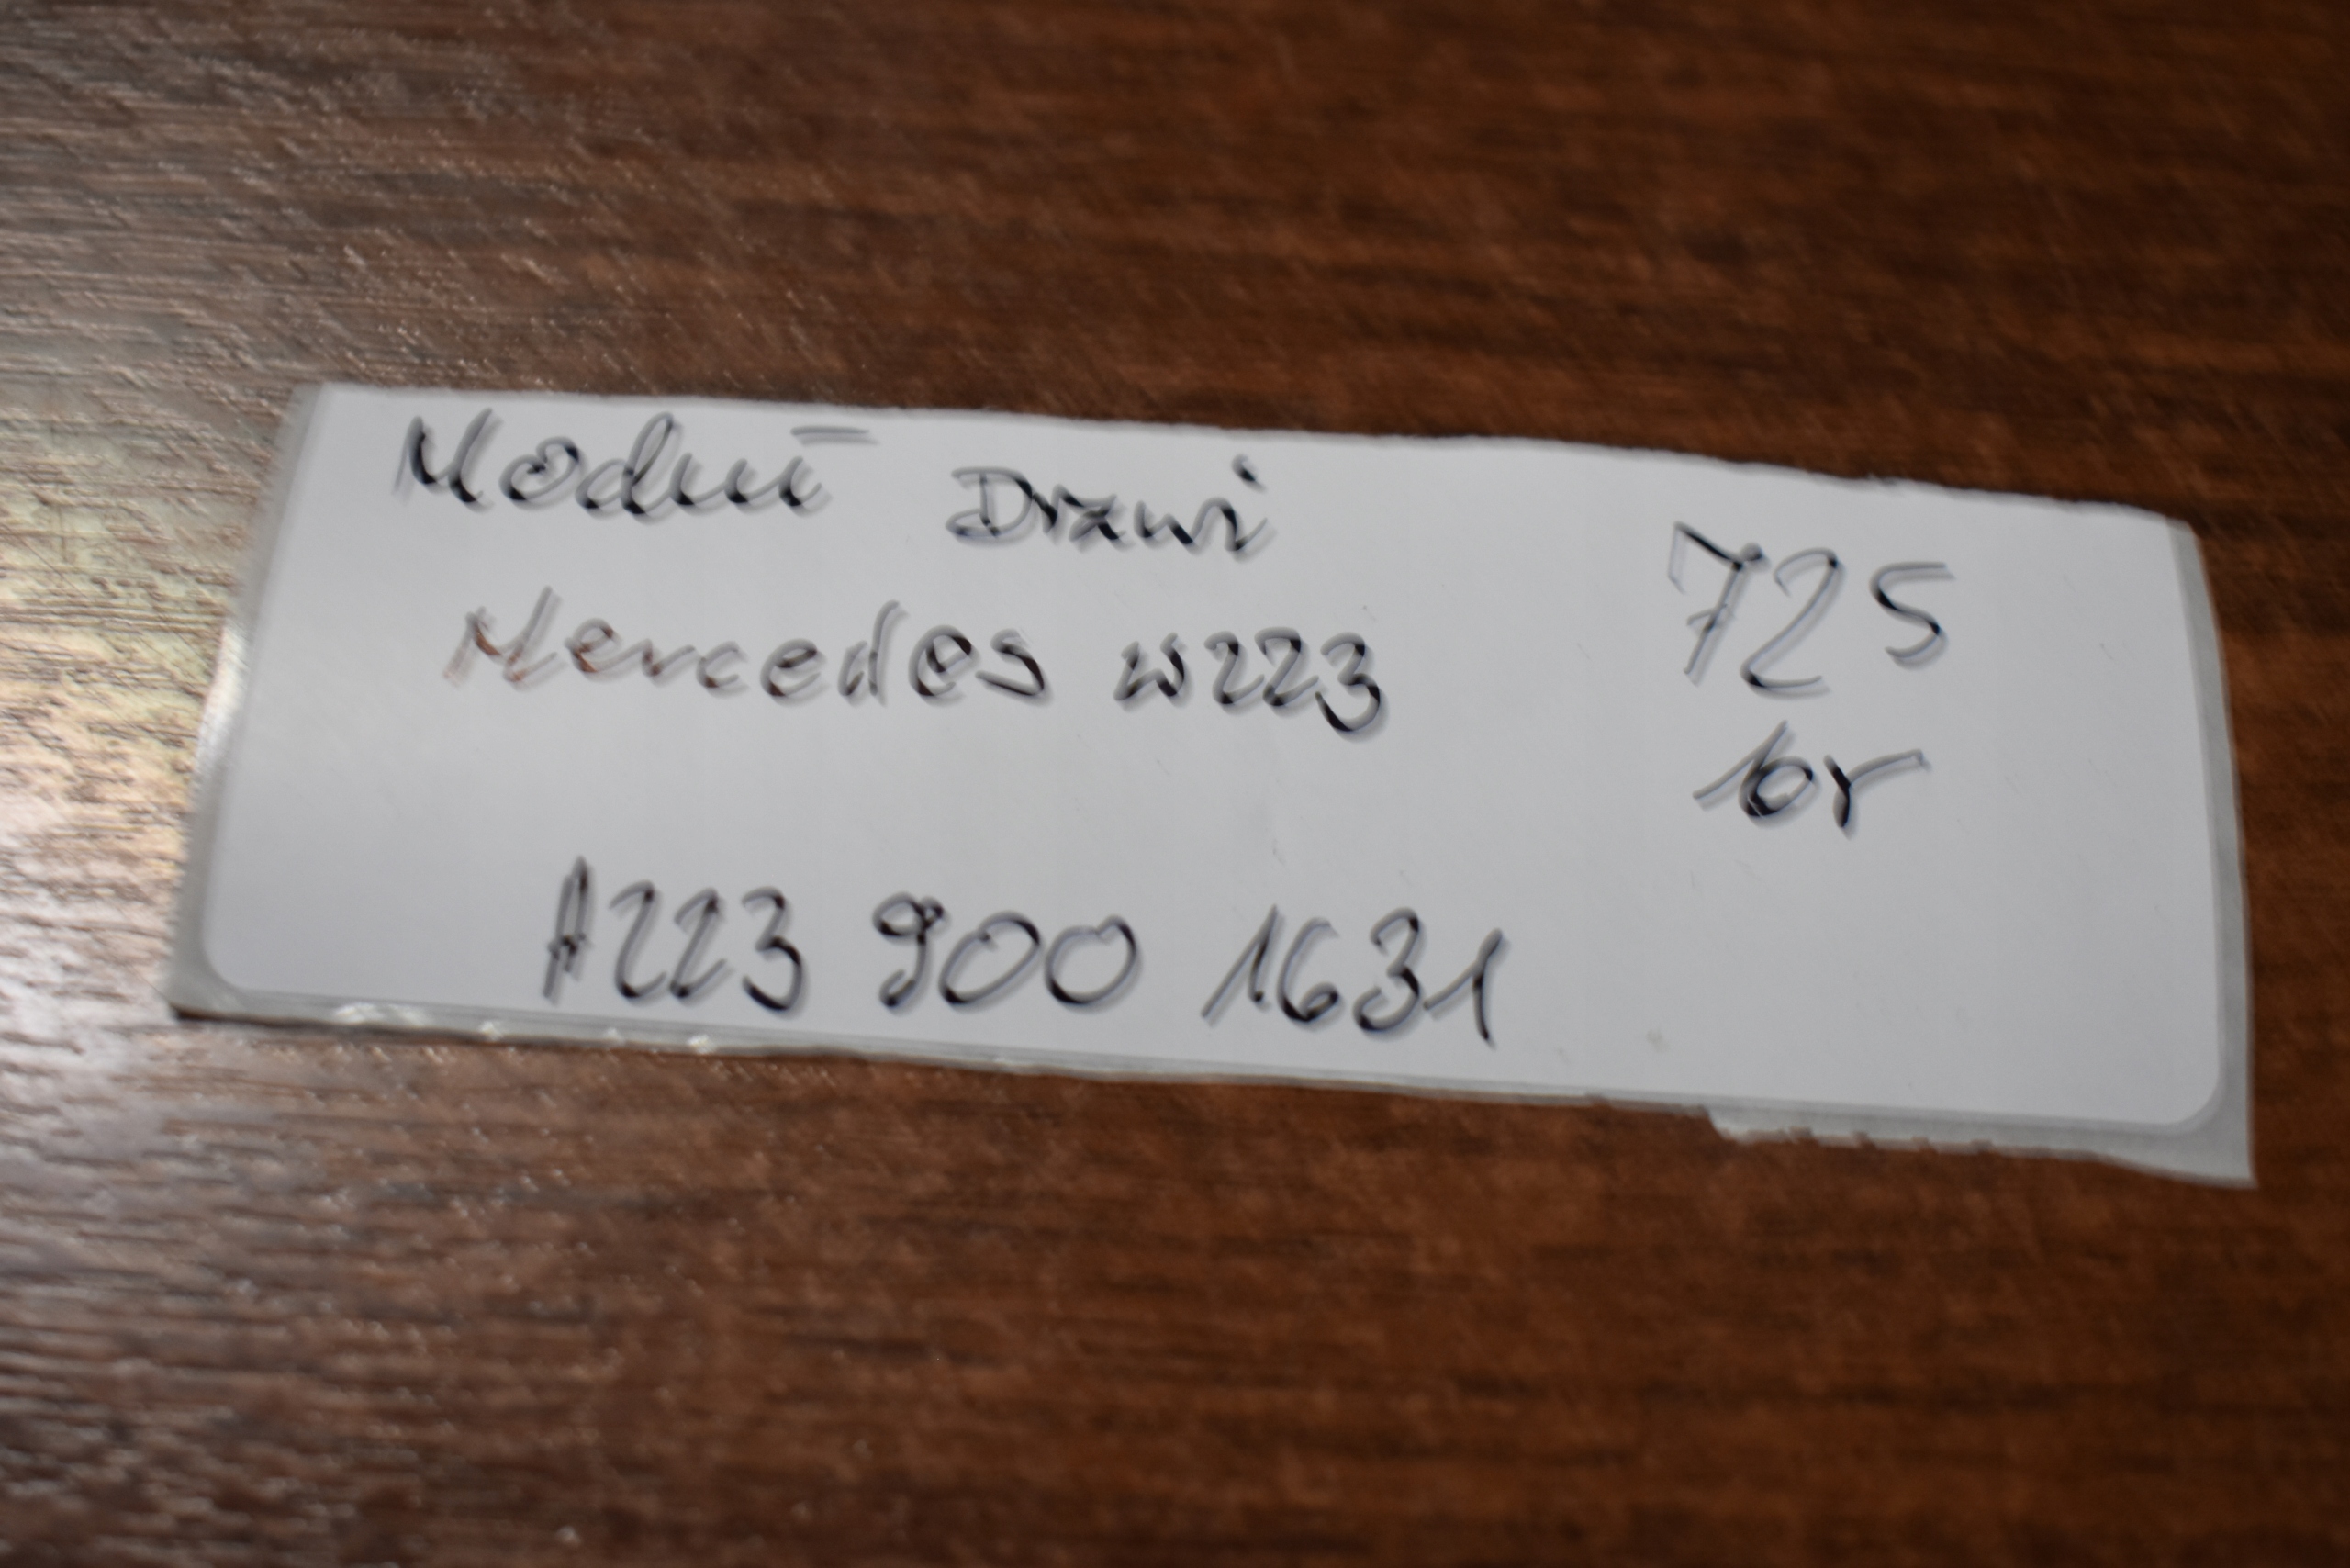 Moduł Drzwi
Mercedes W223
725
br
A223 900 1631